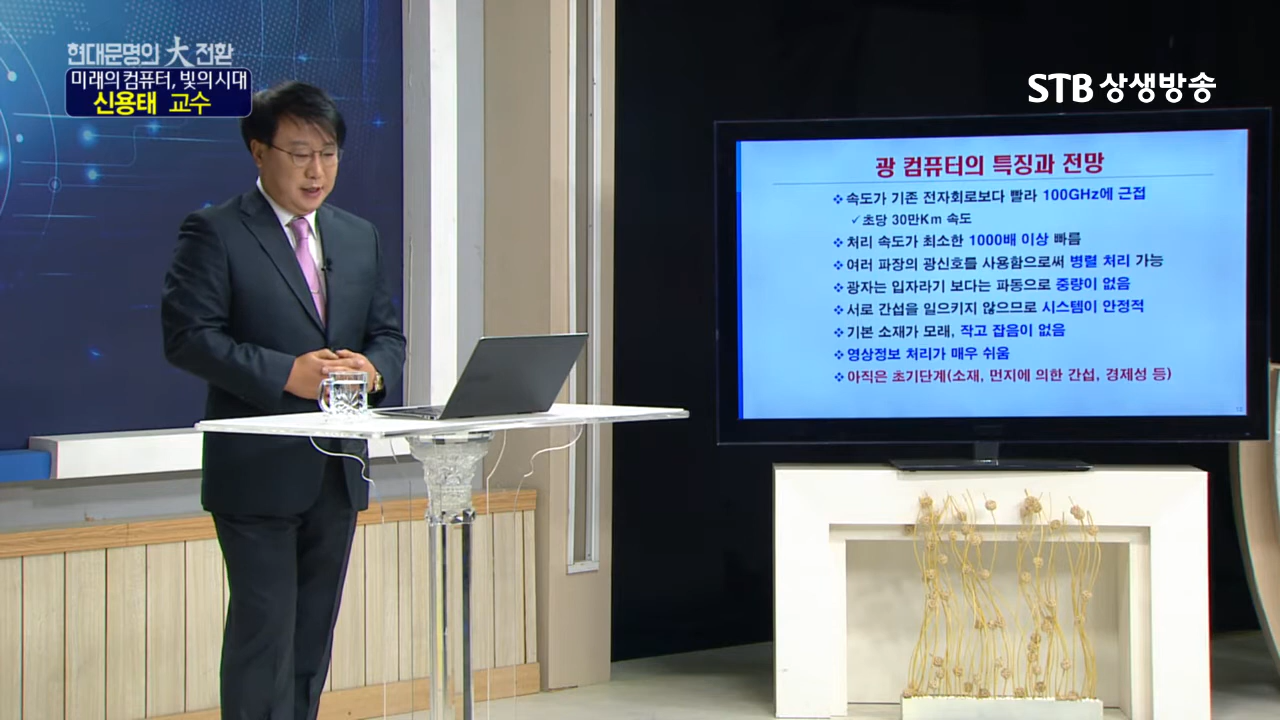 현대문명의 大 전환
미래의 컴퓨터, 빛의 시대
신용태 교수
STB 상생방송
광 컴퓨터의 특징과 전망
❖속도가 기존 전자회로보다 빨라 100GHz에 근접
✓초당 30만Km 속도
❖처리 속도가 최소한 1000배 이상 빠름
❖여러 파장의 광신호를 사용함으로써 병렬 처리 가능
❖광자는 입자라기 보다는 파동으로 중량이 없음
❖서로 간섭을 일으키지 않으므로 시스템이 안정적
❖기본 소재가 모래, 작고 잡음이 없음
❖영상정보 처리가 매우 쉬움
❖아직은 초기단계(소재, 먼지에 의한 간섭, 경제성 등)
12